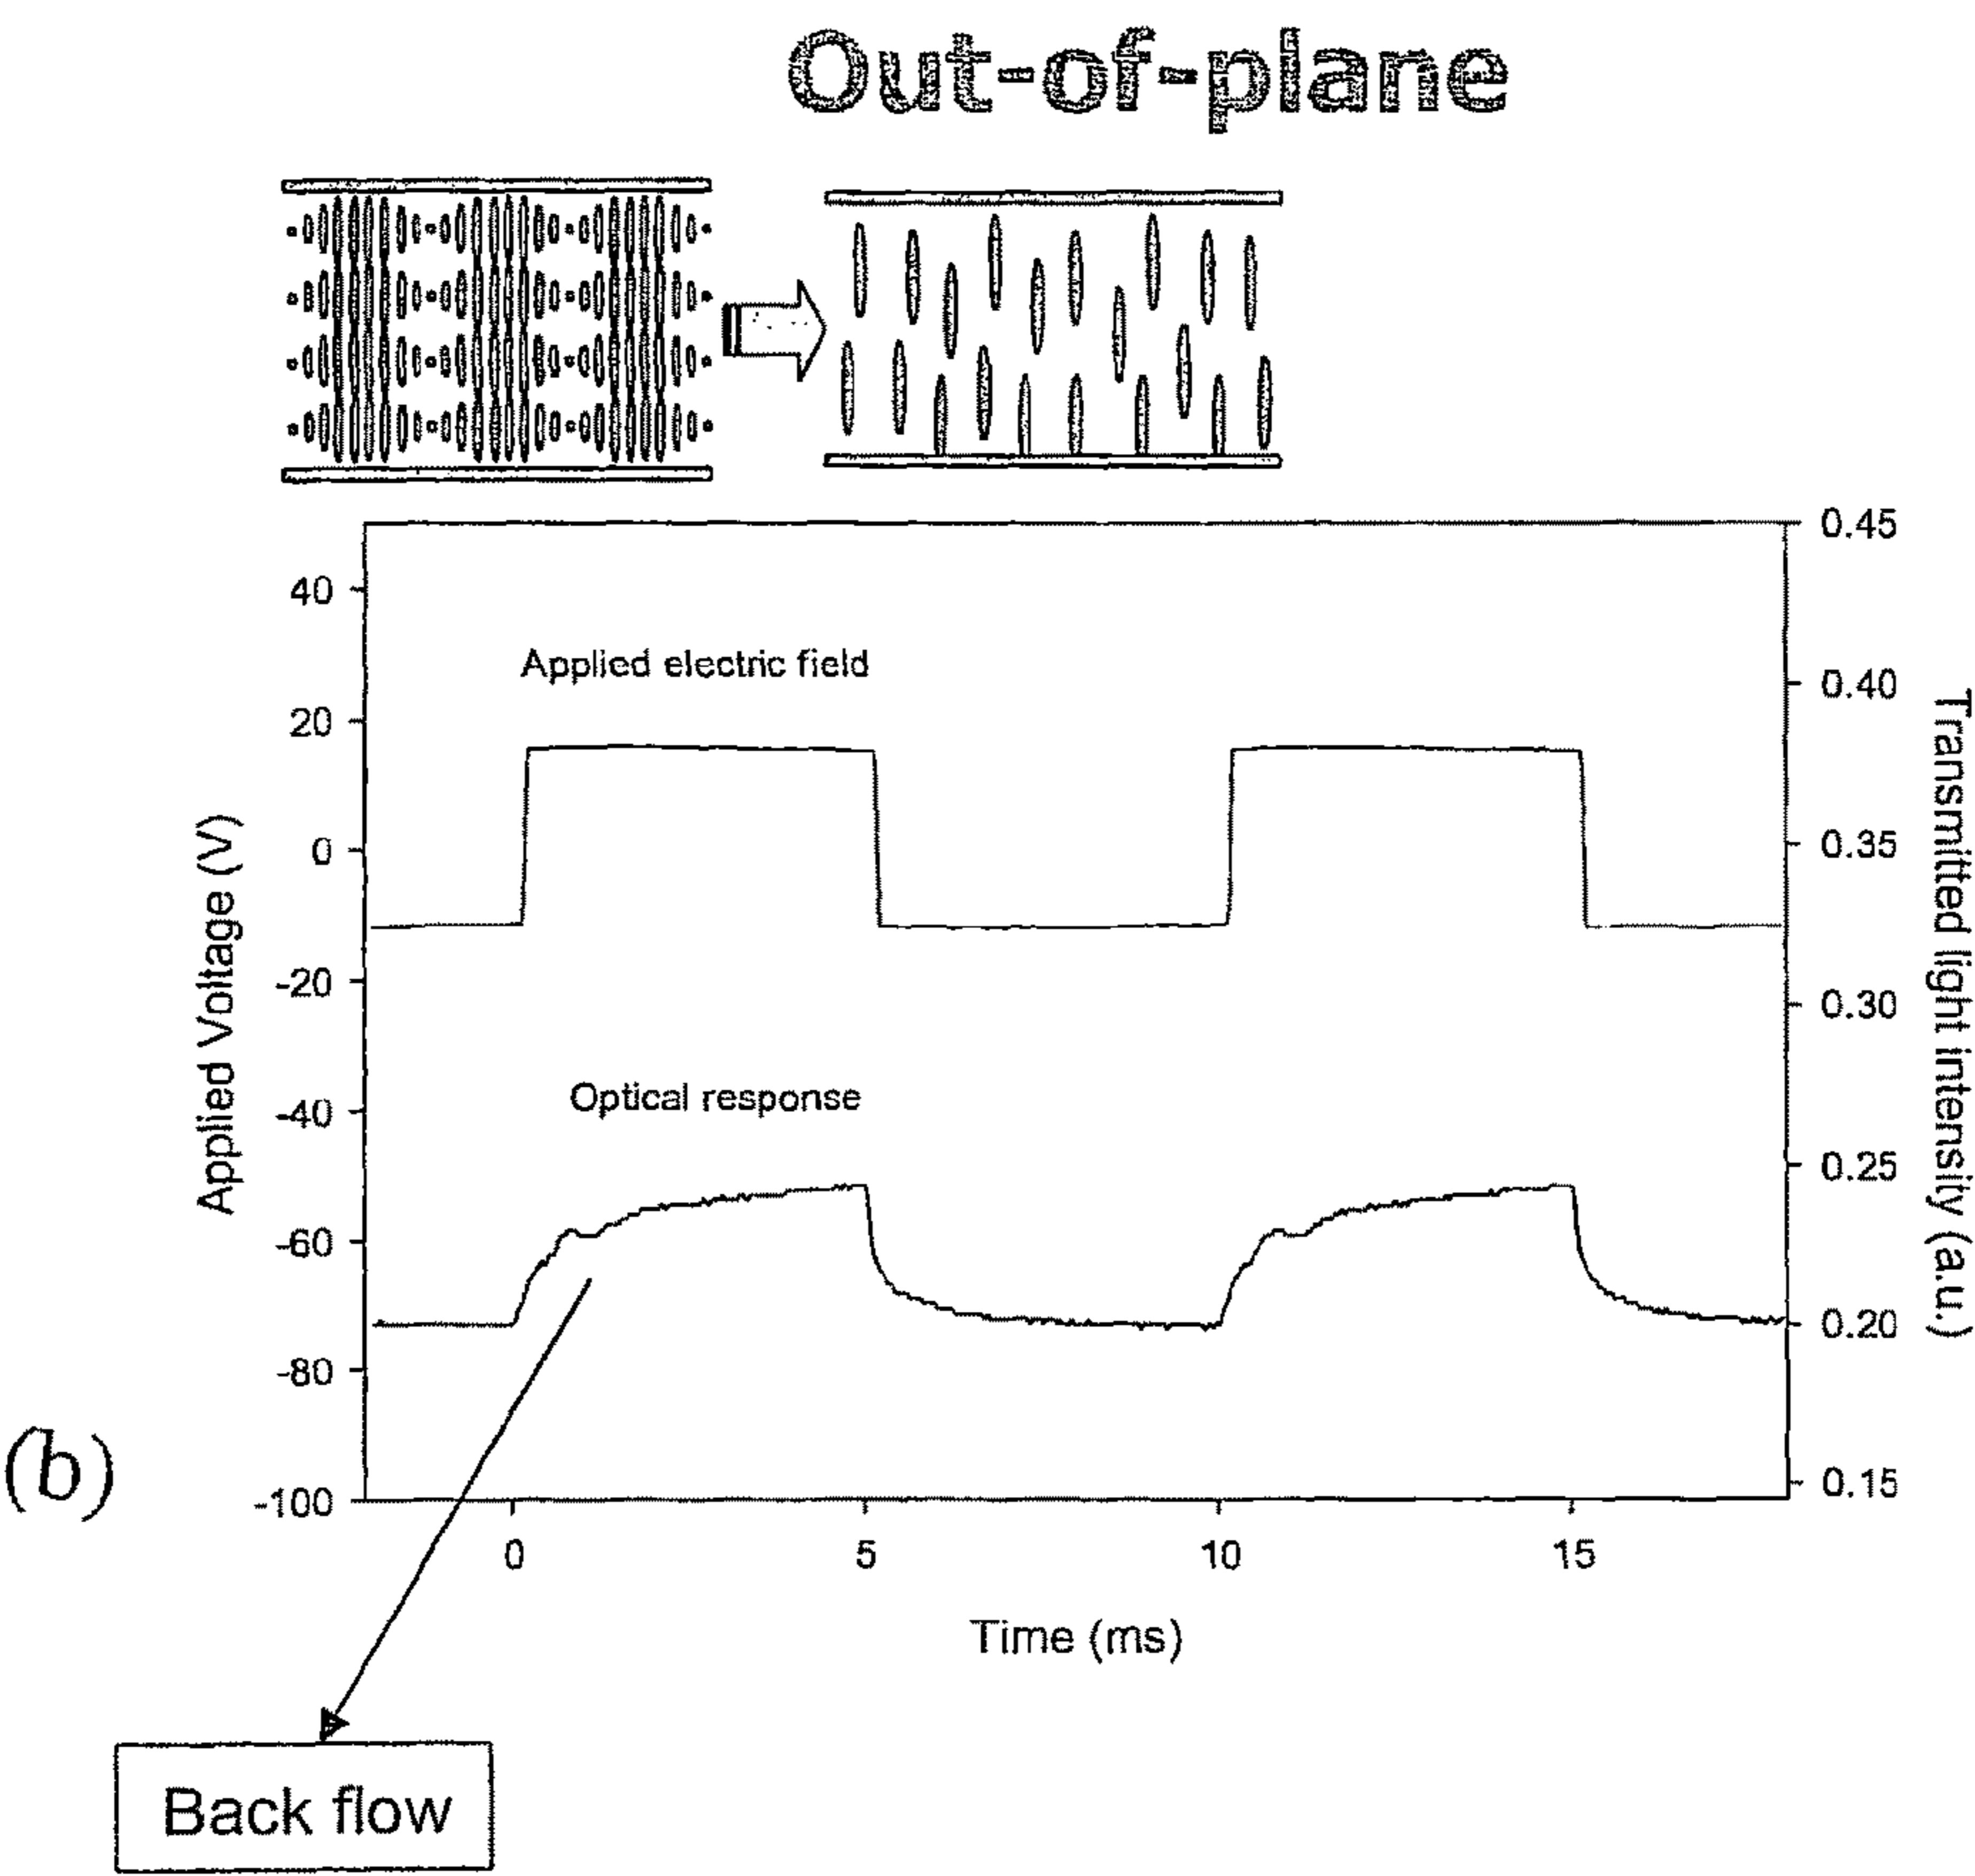 Out-of-plane
0.45
40
Applied electric field
0.40
20
0
0.35
-20
0.30
Optical response
-40
0.25
-60
0.20
-80
-100
0.15
Applied Voltage (V)
Transmitted light intensity (a.u.)
(b)
0 5 10 15
Time (ms)
Back flow